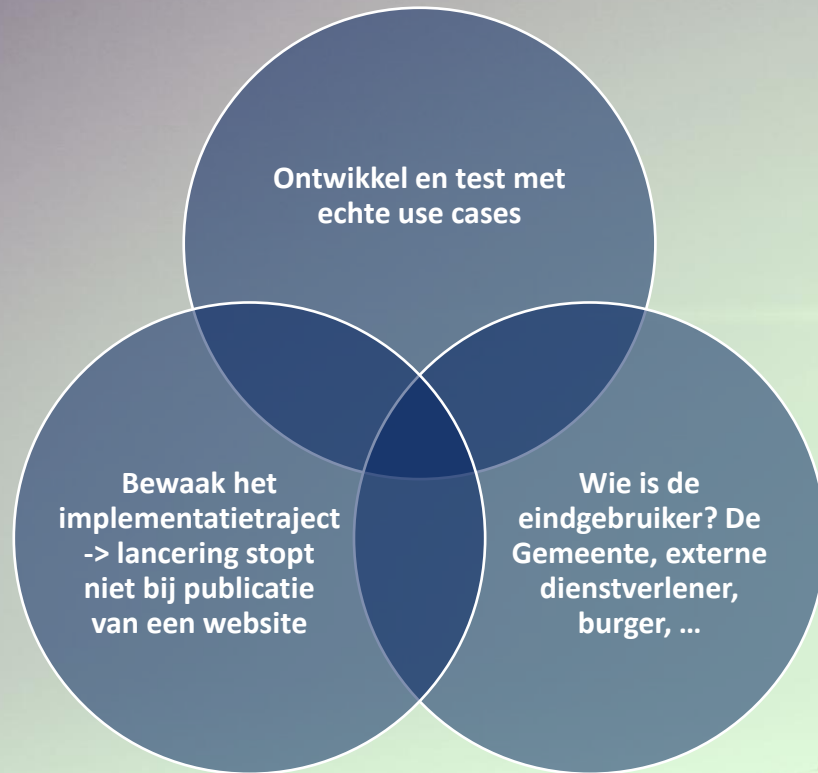 Ontwikkel en test met
echte use cases
Bewaak het
implementatietraject
-> lancering stopt
niet bij publicatie
van een website
Wie is de
eindgebruiker? De
Gemeente, externe
dienstverlener,
burger, …